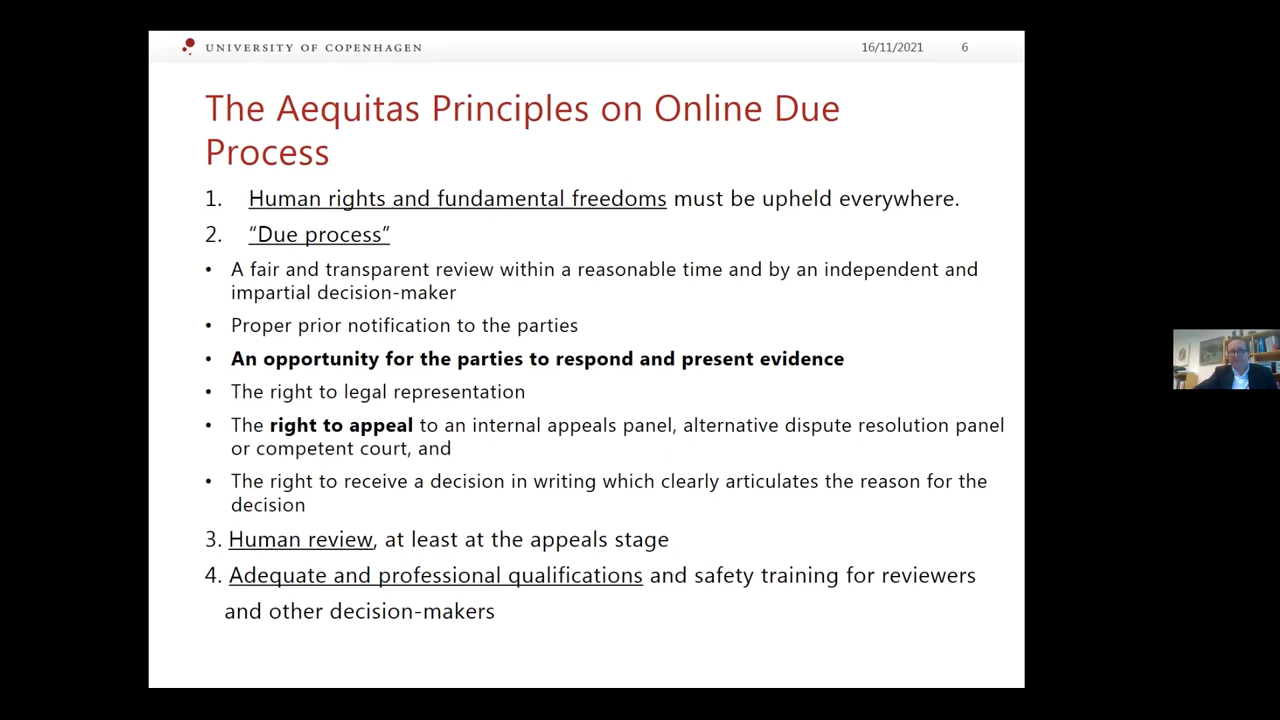 UNIVERSITY OF COPENHAGEN
16/11/2021 6
The Aequitas Principles on Online Due
Process
1. Human rights and fundamental freedoms must be upheld everywhere.
2. “Due process”
• A fair and transparent review within a reasonable time and by an independent and
impartial decision-maker
• Proper prior notification to the parties
• An opportunity for the parties to respond and present evidence
• The right to legal representation
• The right to appeal to an internal appeals panel, alternative dispute resolution panel
or competent court, and
• The right to receive a decision in writing which clearly articulates the reason for the
decision
3. Human review, at least at the appeals stage
4. Adequate and professional qualifications and safety training for reviewers
and other decision-makers